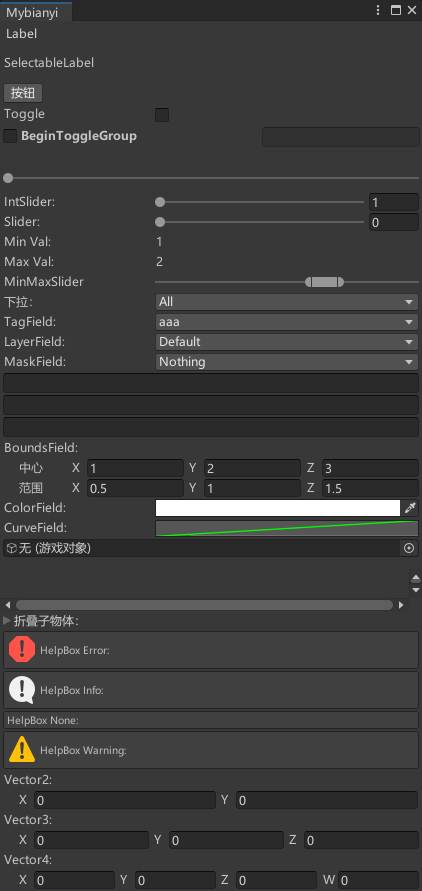 Mybianyi
Label
SelectableLabel
按钮
Toggle
BeginToggleGroup
IntSlider: 1
Slider: 0
Min Val: 1
Max Val: 2
MinMaxSlider
下拉: All
TagField: aaa
LayerField: Default
MaskField: Nothing
BoundsField:
中心 X 1 Y 2 Z 3
范围 X 0.5 Y 1 Z 1.5
ColorField:
CurveField:
无 (游戏对象)
折叠子物体:
HelpBox Error:
HelpBox Info:
HelpBox None:
HelpBox Warning:
Vector2:
X 0 Y 0
Vector3:
X 0 Y 0 Z 0
Vector4:
X 0 Y 0 Z 0 W 0